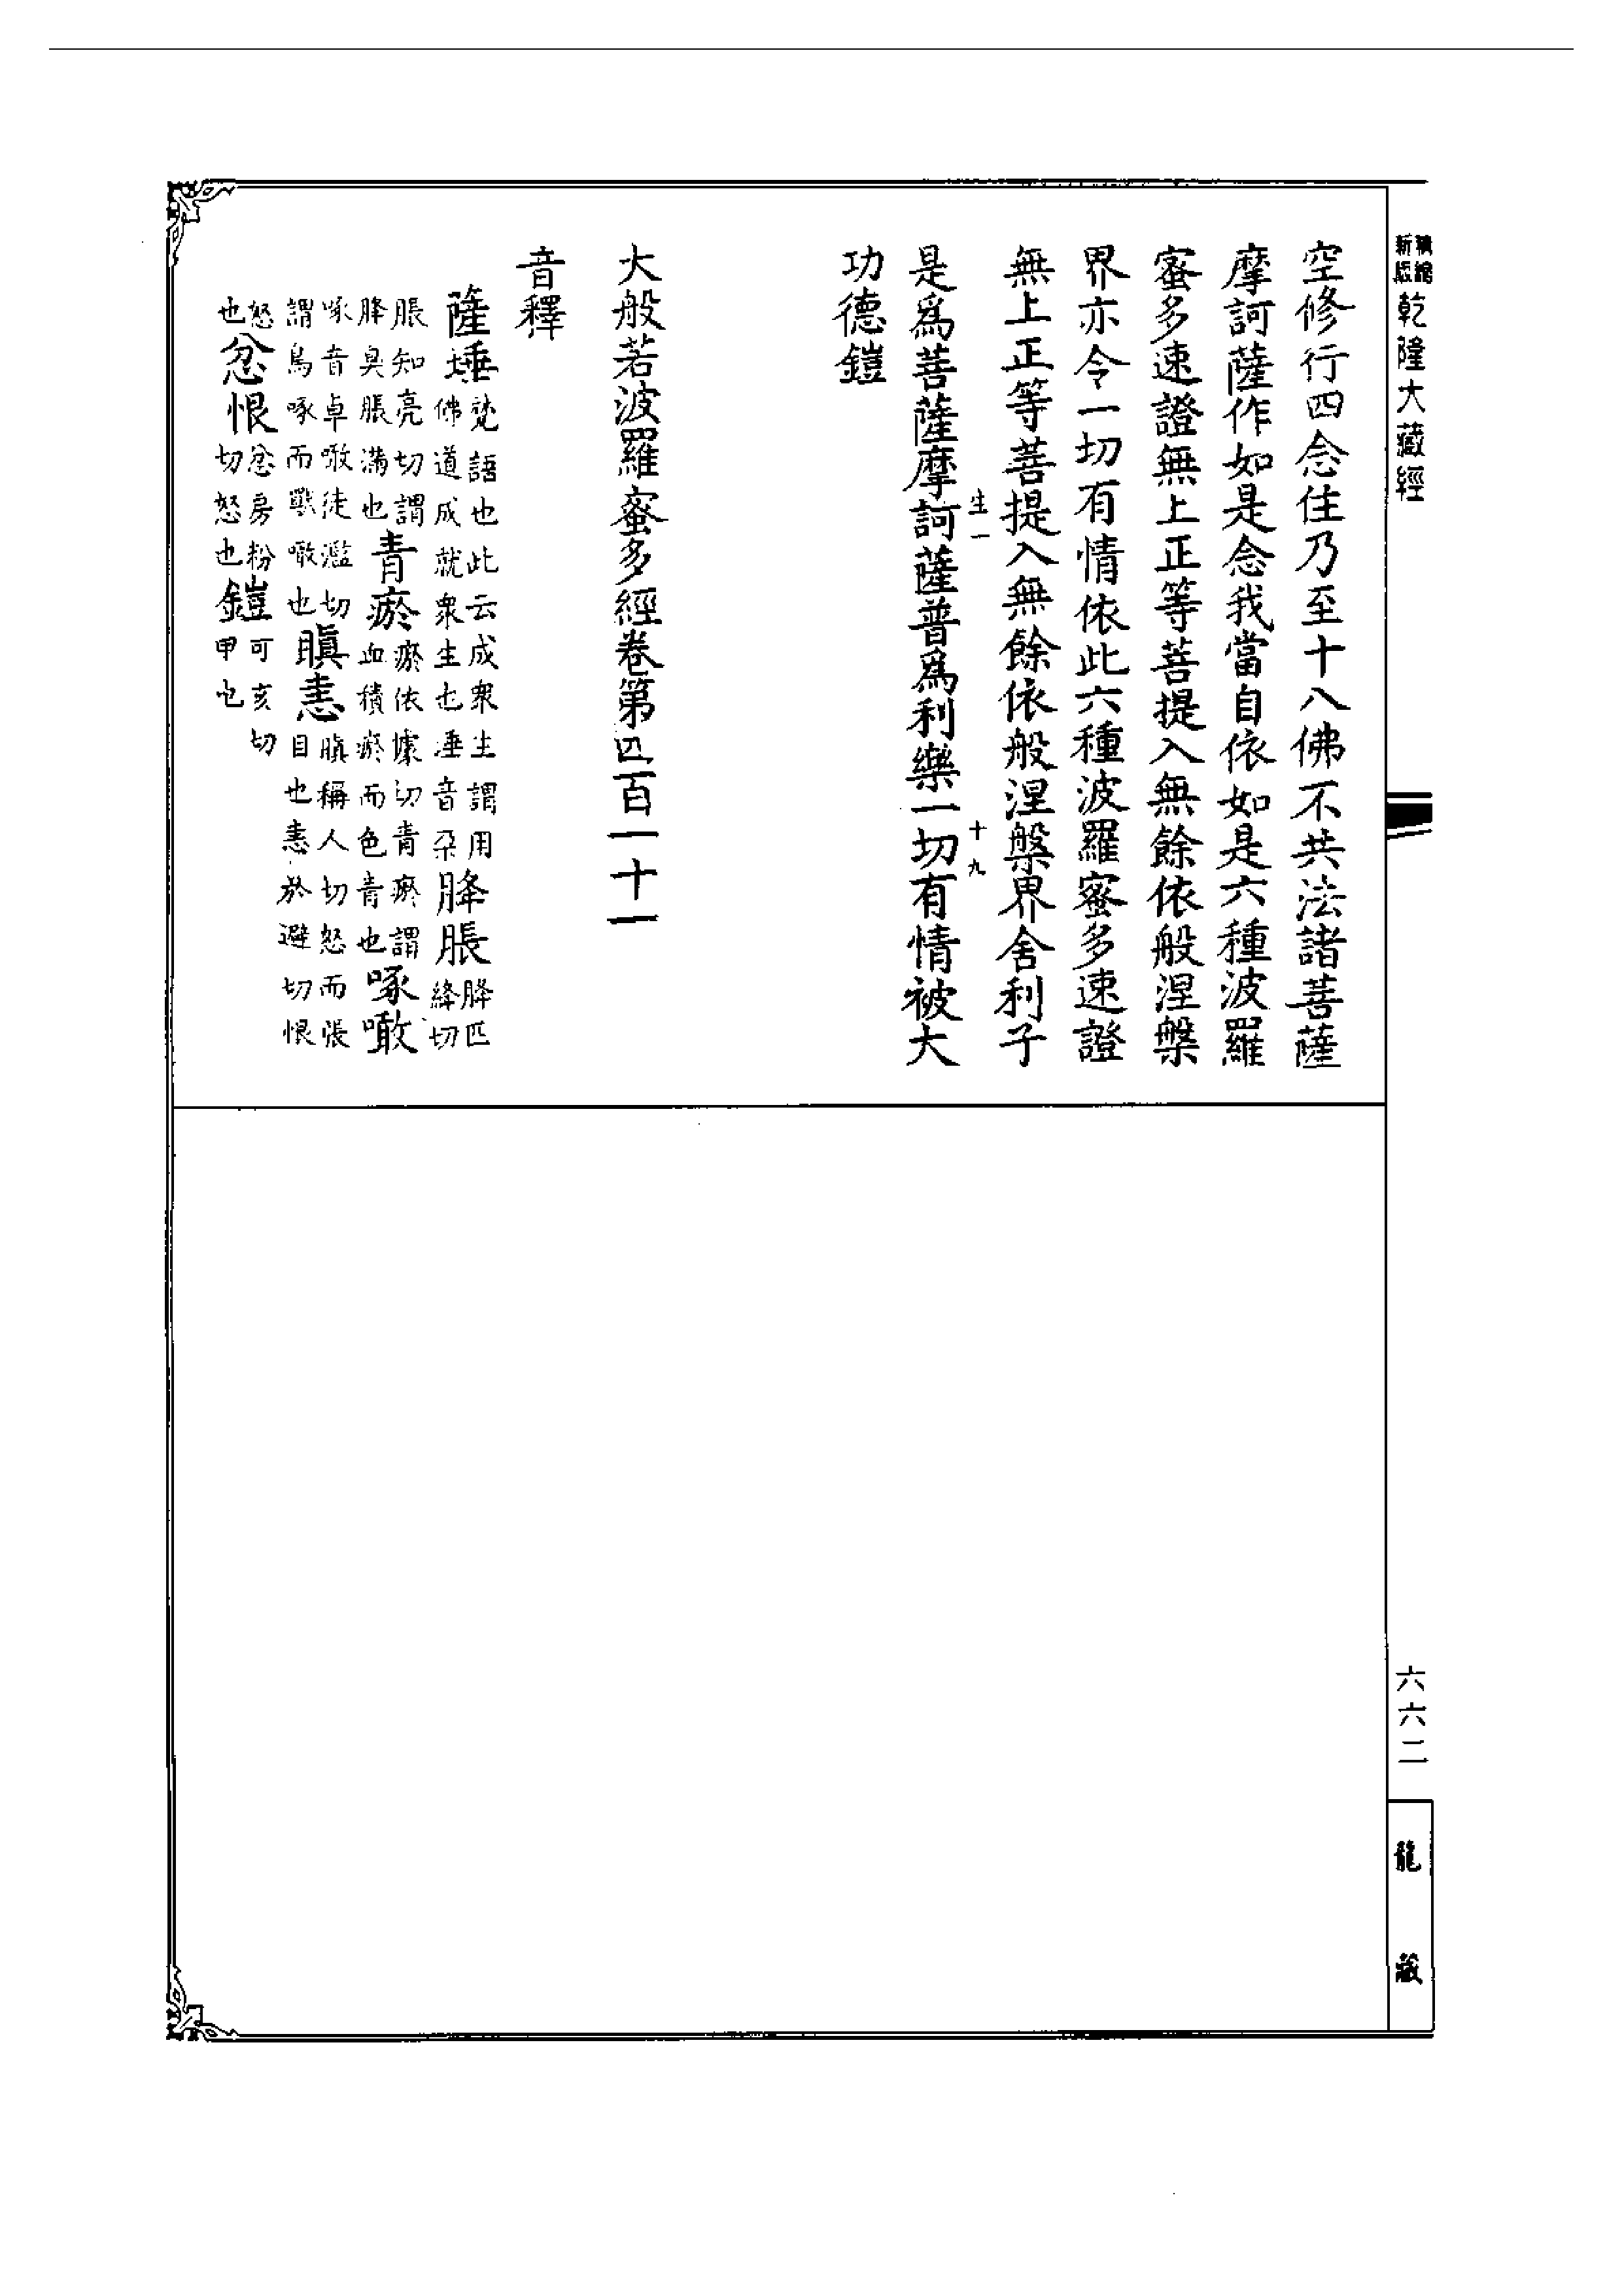 新版精縮乾隆大藏經
六六二
龍藏
空修行四念住乃至十八佛不共法諸菩薩
摩訶薩作如是念我當自依如是六種波羅
蜜多速證無上正等菩提入無餘依般涅槃
界亦令一切有情依此六種波羅蜜多速證
無上正等菩提入無餘依般涅槃界舍利子
生一
十九
是為菩薩摩訶薩普為利樂一切有情被大
功德鎧
大般若波羅蜜多經卷第四百一十一
音釋
薩埵梵語也此云成眾生謂用佛道成就眾生也埵音朶胮脹胮匹絳切
脹知亮切謂胮臭脹滿也青瘀瘀依㯫切青瘀謂血積瘀而色青也啄噉
啄音卓噉徒濫切謂鳥啄而獸噉也瞋恚瞋稱人切怒而張目也恚於避切恨
怒也忿恨忿房粉切怒也鎧可亥切甲也